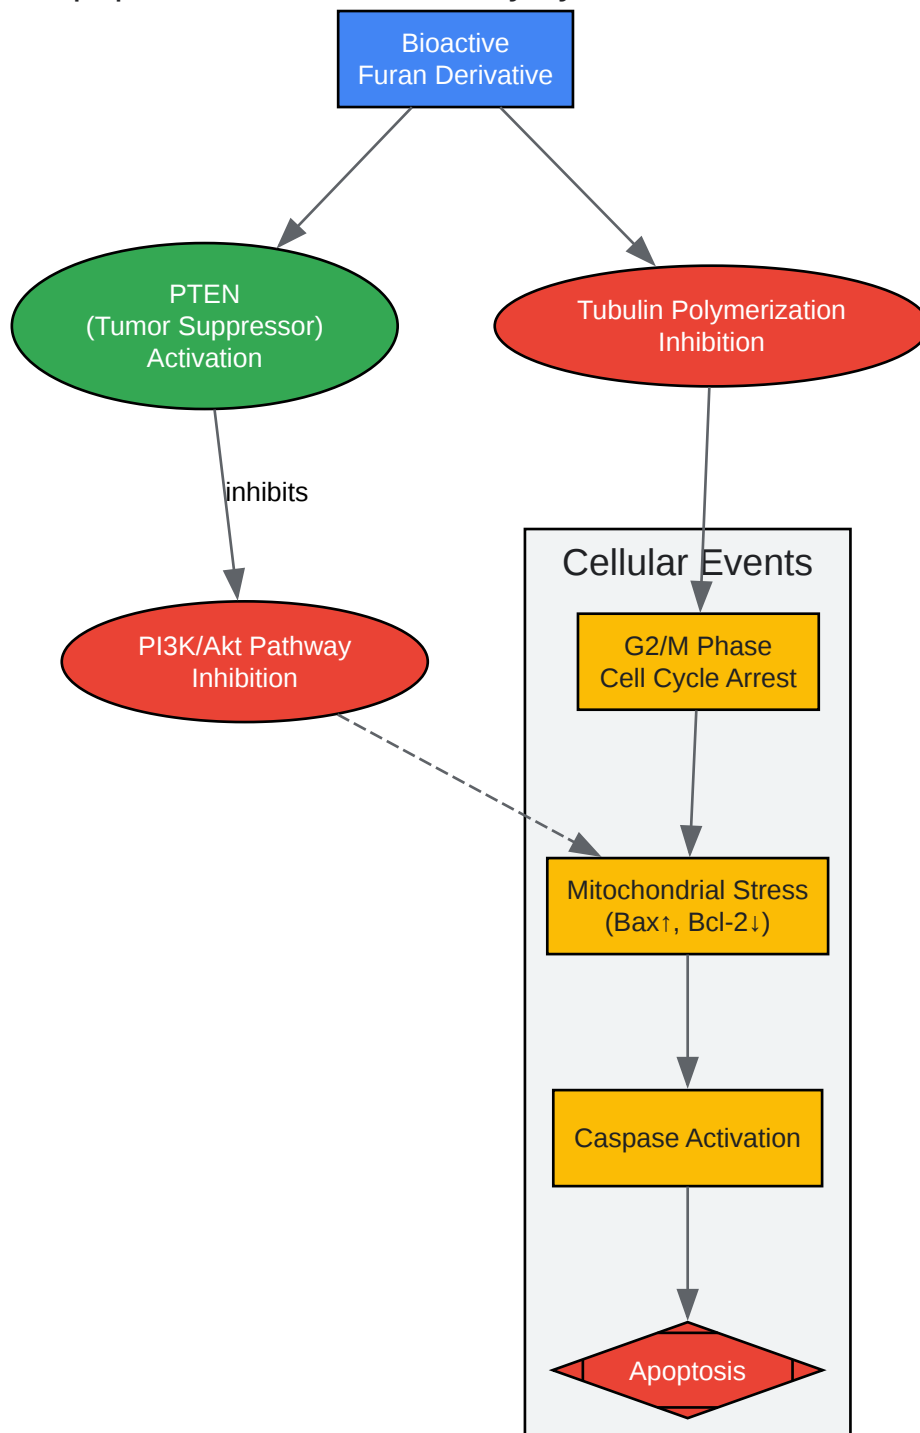 Bioactive
Furan Derivative
PTEN
(Tumor Suppressor)
Activation
Tubulin Polymerization
Inhibition
inhibits
Cellular Events
PI3K/Akt Pathway
Inhibition
G2/M Phase
Cell Cycle Arrest
Mitochondrial Stress
(Bax↑, Bcl-2↓)
Caspase Activation
Apoptosis